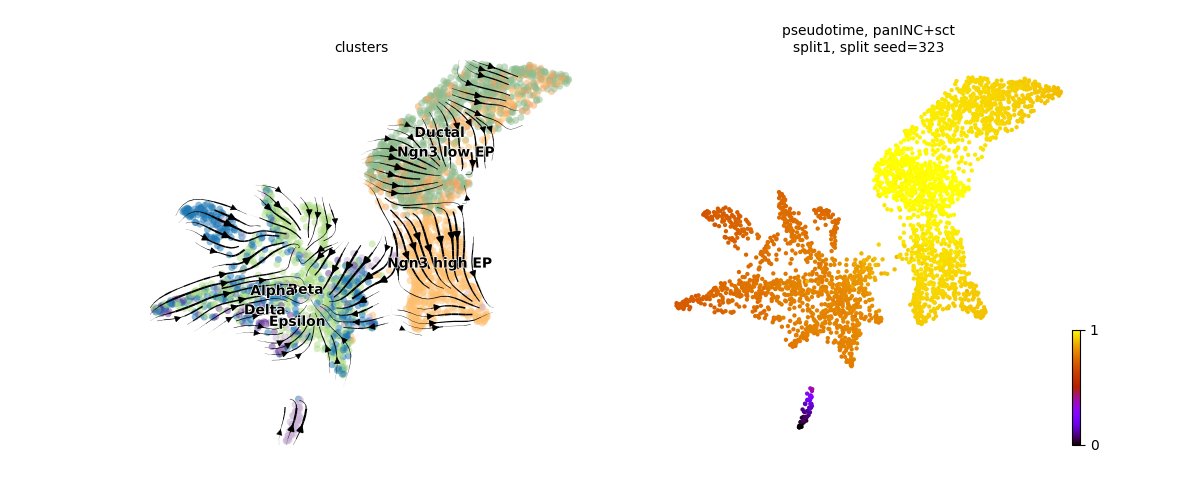 clusters
Ductal
Ngn3 low EP
Ngn3 high EP
Alpha
Beta
Delta
Epsilon
pseudotime, panINC+sct
split1, split seed=323
1
0